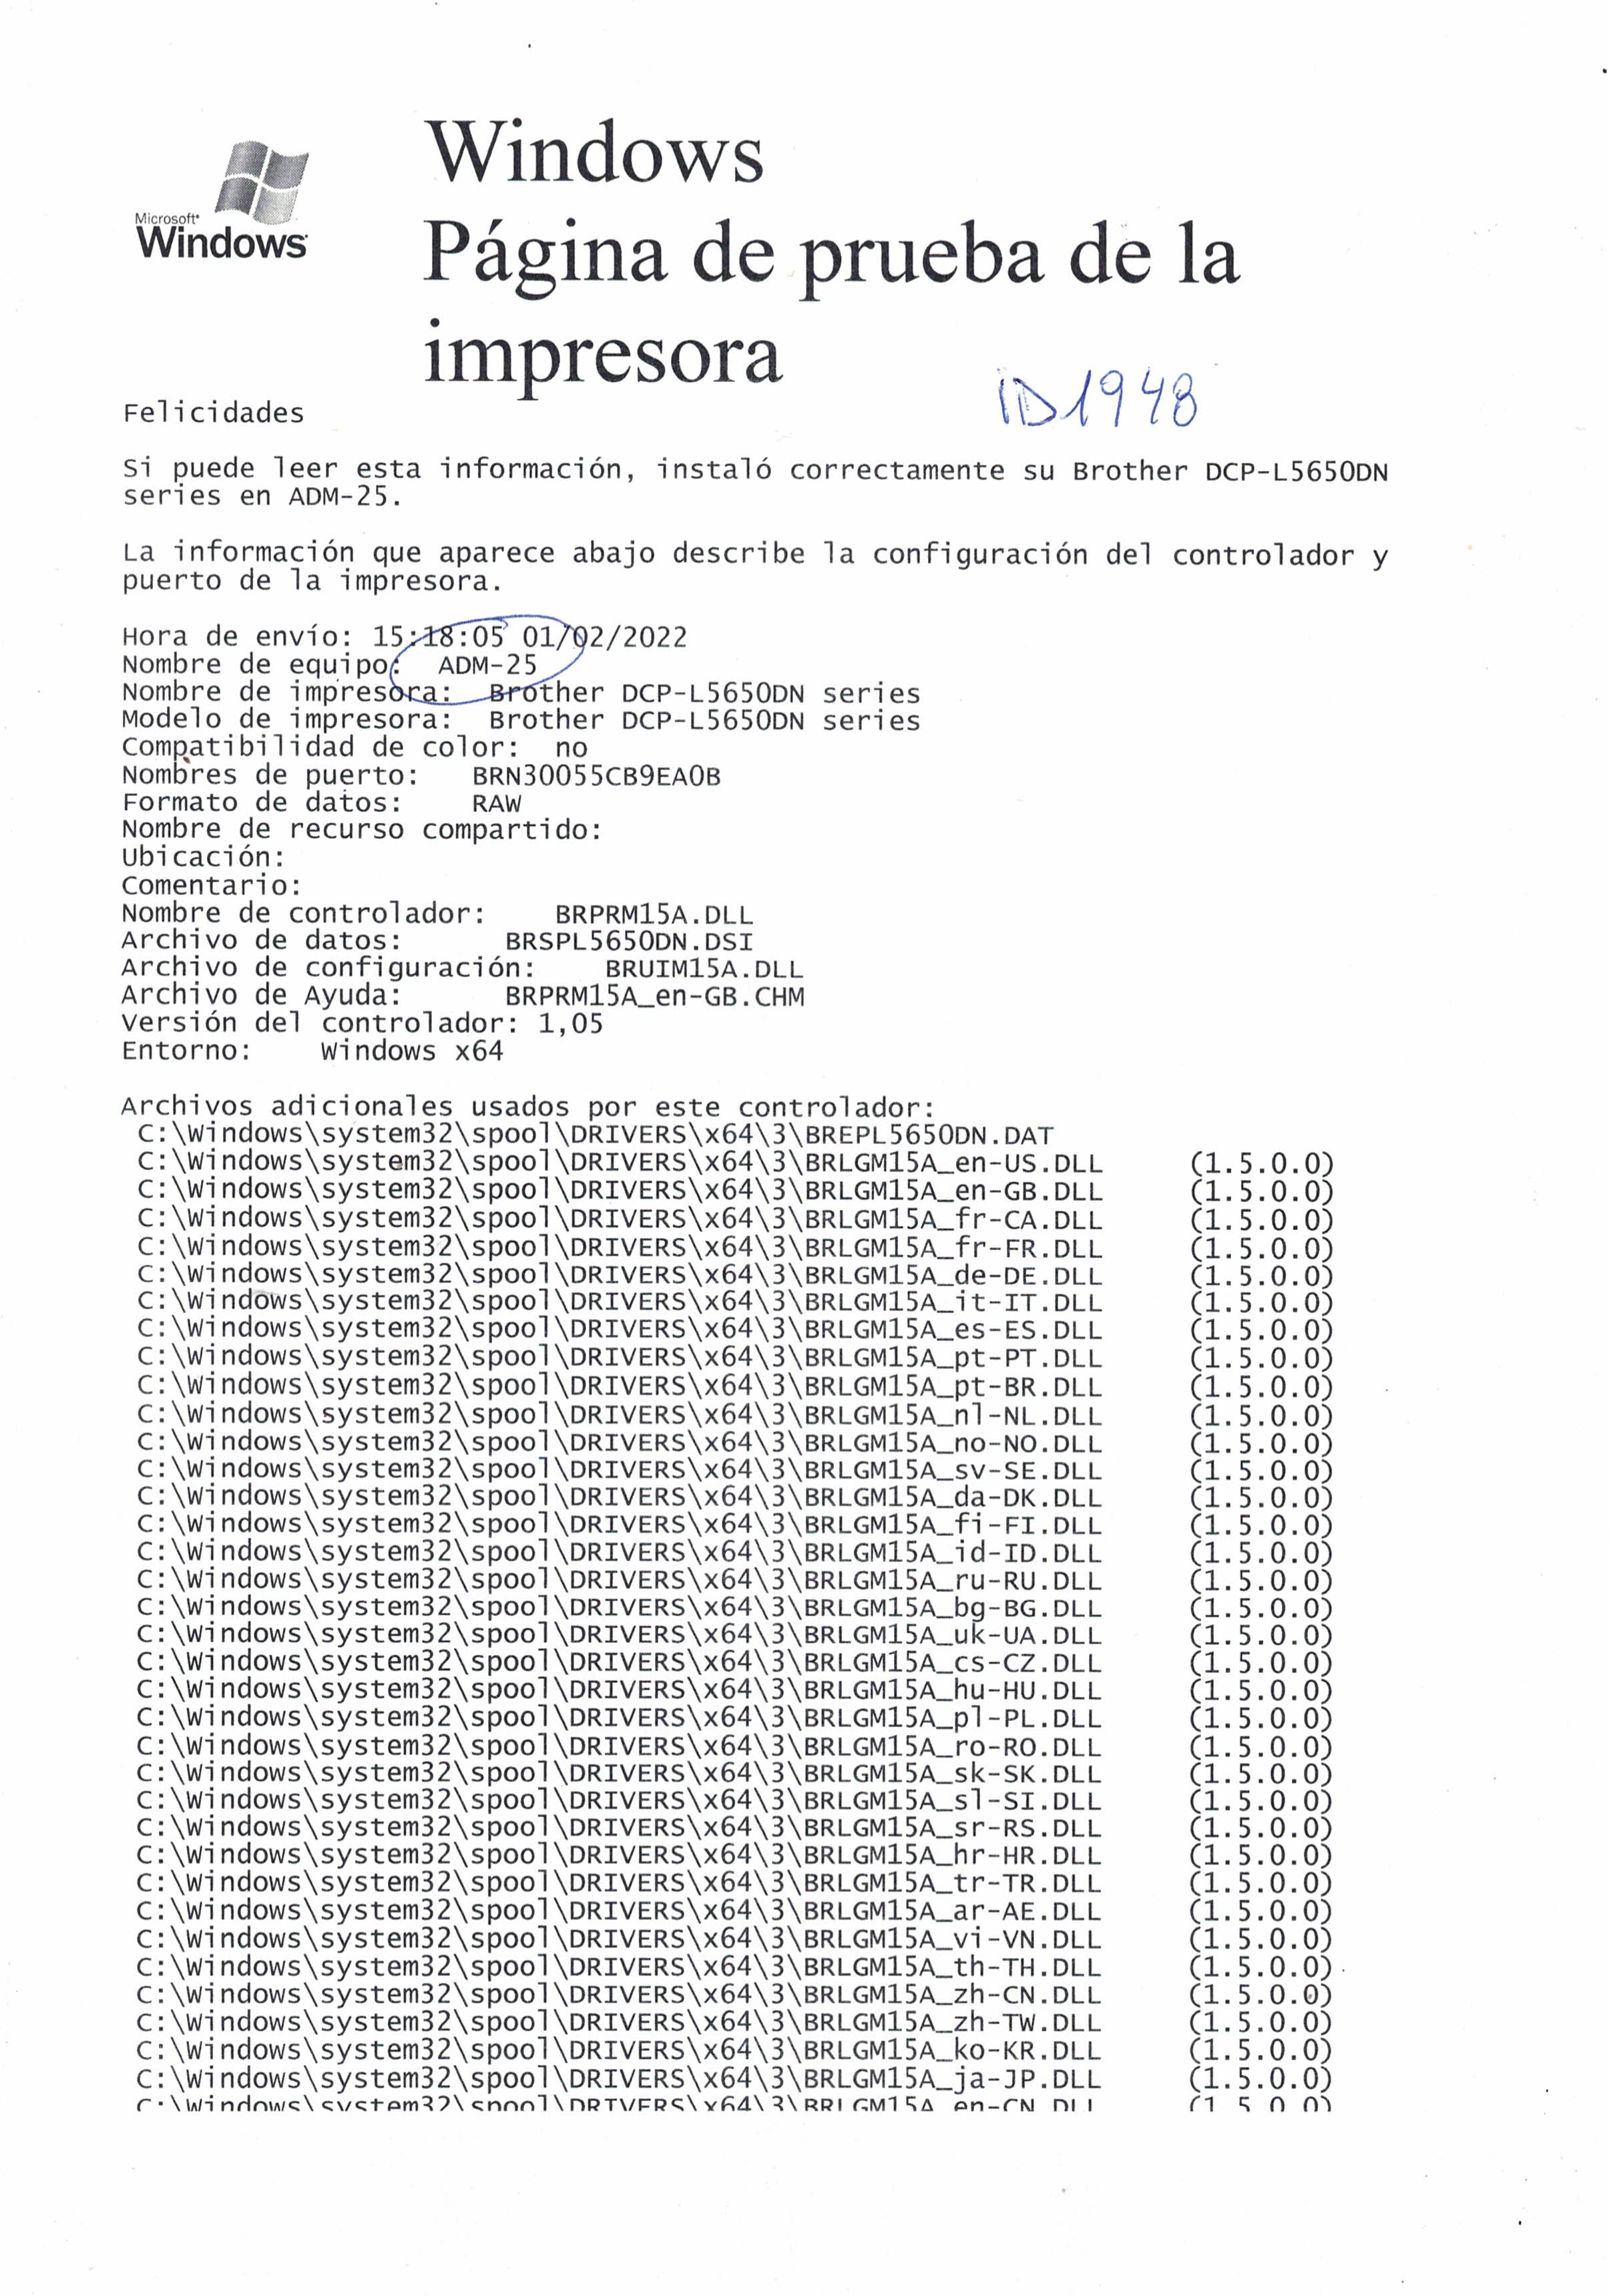 Microsoft
Windows
Windows
Página de prueba de la
impresora
ID1948
Felicidades
Si puede leer esta información, instaló correctamente su Brother DCP-L5650DN
series en ADM-25.
La información que aparece abajo describe la configuración del controlador y
puerto de la impresora.
Hora de envío: 15:18:05 01/02/2022
Nombre de equipo: ADM-25
Nombre de impresora: Brother DCP-L5650DN series
Modelo de impresora: Brother DCP-L5650DN series
Compatibilidad de color: no
Nombres de puerto: BRN30055CB9EA0B
Formato de datos: RAW
Nombre de recurso compartido:
Ubicación:
Comentario:
Nombre de controlador: BRPRM15A.DLL
Archivo de datos: BRSPL5650DN.DSI
Archivo de configuración: BRUIM15A.DLL
Archivo de Ayuda: BRPRM15A_en-GB.CHM
Versión del controlador: 1,05
Entorno: Windows x64
Archivos adicionales usados por este controlador:
C:\Windows\system32\spool\DRIVERS\x64\3\BREPL5650DN.DAT
C:\Windows\system32\spool\DRIVERS\x64\3\BRLGM15A_en-US.DLL (1.5.0.0)
C:\Windows\system32\spool\DRIVERS\x64\3\BRLGM15A_en-GB.DLL (1.5.0.0)
C:\Windows\system32\spool\DRIVERS\x64\3\BRLGM15A_fr-CA.DLL (1.5.0.0)
C:\Windows\system32\spool\DRIVERS\x64\3\BRLGM15A_fr-FR.DLL (1.5.0.0)
C:\Windows\system32\spool\DRIVERS\x64\3\BRLGM15A_de-DE.DLL (1.5.0.0)
C:\Windows\system32\spool\DRIVERS\x64\3\BRLGM15A_it-IT.DLL (1.5.0.0)
C:\Windows\system32\spool\DRIVERS\x64\3\BRLGM15A_es-ES.DLL (1.5.0.0)
C:\Windows\system32\spool\DRIVERS\x64\3\BRLGM15A_pt-PT.DLL (1.5.0.0)
C:\Windows\system32\spool\DRIVERS\x64\3\BRLGM15A_pt-BR.DLL (1.5.0.0)
C:\Windows\system32\spool\DRIVERS\x64\3\BRLGM15A_nl-NL.DLL (1.5.0.0)
C:\Windows\system32\spool\DRIVERS\x64\3\BRLGM15A_no-NO.DLL (1.5.0.0)
C:\Windows\system32\spool\DRIVERS\x64\3\BRLGM15A_sv-SE.DLL (1.5.0.0)
C:\Windows\system32\spool\DRIVERS\x64\3\BRLGM15A_da-DK.DLL (1.5.0.0)
C:\Windows\system32\spool\DRIVERS\x64\3\BRLGM15A_fi-FI.DLL (1.5.0.0)
C:\Windows\system32\spool\DRIVERS\x64\3\BRLGM15A_id-ID.DLL (1.5.0.0)
C:\Windows\system32\spool\DRIVERS\x64\3\BRLGM15A_ru-RU.DLL (1.5.0.0)
C:\Windows\system32\spool\DRIVERS\x64\3\BRLGM15A_bg-BG.DLL (1.5.0.0)
C:\Windows\system32\spool\DRIVERS\x64\3\BRLGM15A_uk-UA.DLL (1.5.0.0)
C:\Windows\system32\spool\DRIVERS\x64\3\BRLGM15A_cs-CZ.DLL (1.5.0.0)
C:\Windows\system32\spool\DRIVERS\x64\3\BRLGM15A_hu-HU.DLL (1.5.0.0)
C:\Windows\system32\spool\DRIVERS\x64\3\BRLGM15A_pl-PL.DLL (1.5.0.0)
C:\Windows\system32\spool\DRIVERS\x64\3\BRLGM15A_ro-RO.DLL (1.5.0.0)
C:\Windows\system32\spool\DRIVERS\x64\3\BRLGM15A_sk-SK.DLL (1.5.0.0)
C:\Windows\system32\spool\DRIVERS\x64\3\BRLGM15A_sl-SI.DLL (1.5.0.0)
C:\Windows\system32\spool\DRIVERS\x64\3\BRLGM15A_sr-RS.DLL (1.5.0.0)
C:\Windows\system32\spool\DRIVERS\x64\3\BRLGM15A_hr-HR.DLL (1.5.0.0)
C:\Windows\system32\spool\DRIVERS\x64\3\BRLGM15A_tr-TR.DLL (1.5.0.0)
C:\Windows\system32\spool\DRIVERS\x64\3\BRLGM15A_ar-AE.DLL (1.5.0.0)
C:\Windows\system32\spool\DRIVERS\x64\3\BRLGM15A_vi-VN.DLL (1.5.0.0)
C:\Windows\system32\spool\DRIVERS\x64\3\BRLGM15A_th-TH.DLL (1.5.0.0)
C:\Windows\system32\spool\DRIVERS\x64\3\BRLGM15A_zh-CN.DLL (1.5.0.0)
C:\Windows\system32\spool\DRIVERS\x64\3\BRLGM15A_zh-TW.DLL (1.5.0.0)
C:\Windows\system32\spool\DRIVERS\x64\3\BRLGM15A_ko-KR.DLL (1.5.0.0)
C:\Windows\system32\spool\DRIVERS\x64\3\BRLGM15A_ja-JP.DLL (1.5.0.0)
C:\Windows\system32\spool\DRIVERS\x64\3\BRLGM15A_en-CN.DLL (1.5.0.0)